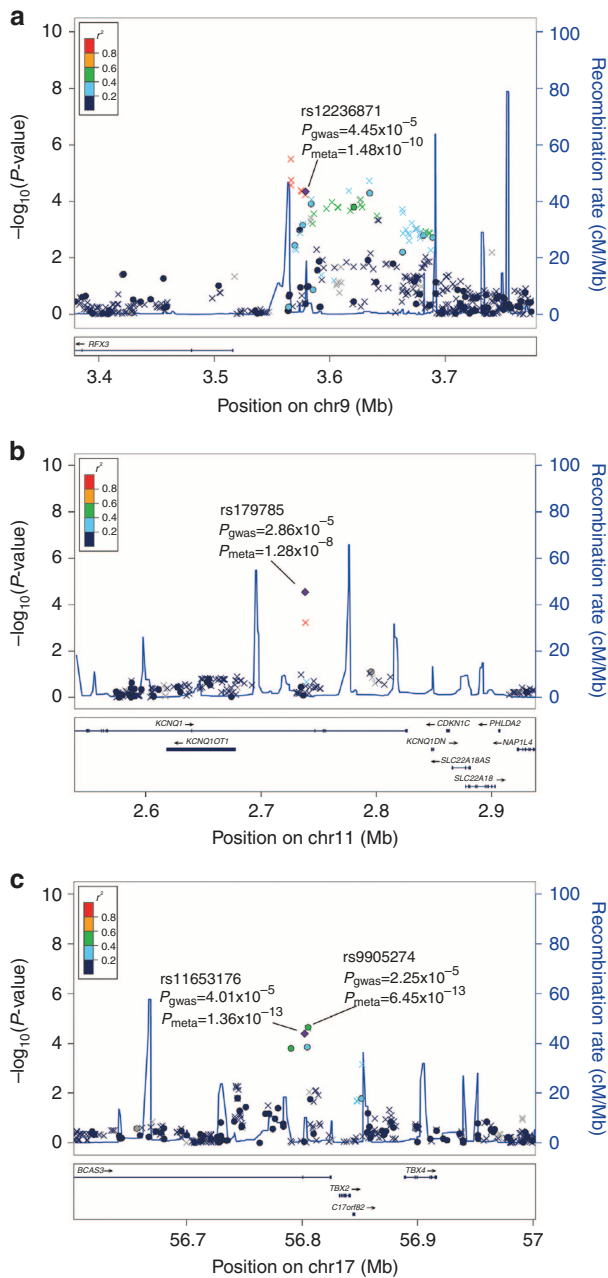 a
10
8
6
4
2
0
−log10(P-value)
r²
0.8
0.6
0.4
0.2
rs12236871
Pgwas=4.45x10−5
Pmeta=1.48x10−10
100
80
60
40
20
0
Recombination rate (cM/Mb)
RFX3
3.4 3.5 3.6 3.7
Position on chr9 (Mb)
b
10
8
6
4
2
0
−log10(P-value)
r²
0.8
0.6
0.4
0.2
rs179785
Pgwas=2.86x10−5
Pmeta=1.28x10−8
100
80
60
40
20
0
Recombination rate (cM/Mb)
KCNQ1 CDKN1C PHLDA2
KCNQ1OT1 KCNQ1DN NAP1L4
SLC22A18AS
SLC22A18
2.6 2.7 2.8 2.9
Position on chr11 (Mb)
c
10
8
6
4
2
0
−log10(P-value)
r²
0.8
0.6
0.4
0.2
rs11653176
Pgwas=4.01x10−5
Pmeta=1.36x10−13
rs9905274
Pgwas=2.25x10−5
Pmeta=6.45x10−13
100
80
60
40
20
0
Recombination rate (cM/Mb)
BCAS3 TBX4
TBX2
C17orf82
56.7 56.8 56.9 57
Position on chr17 (Mb)